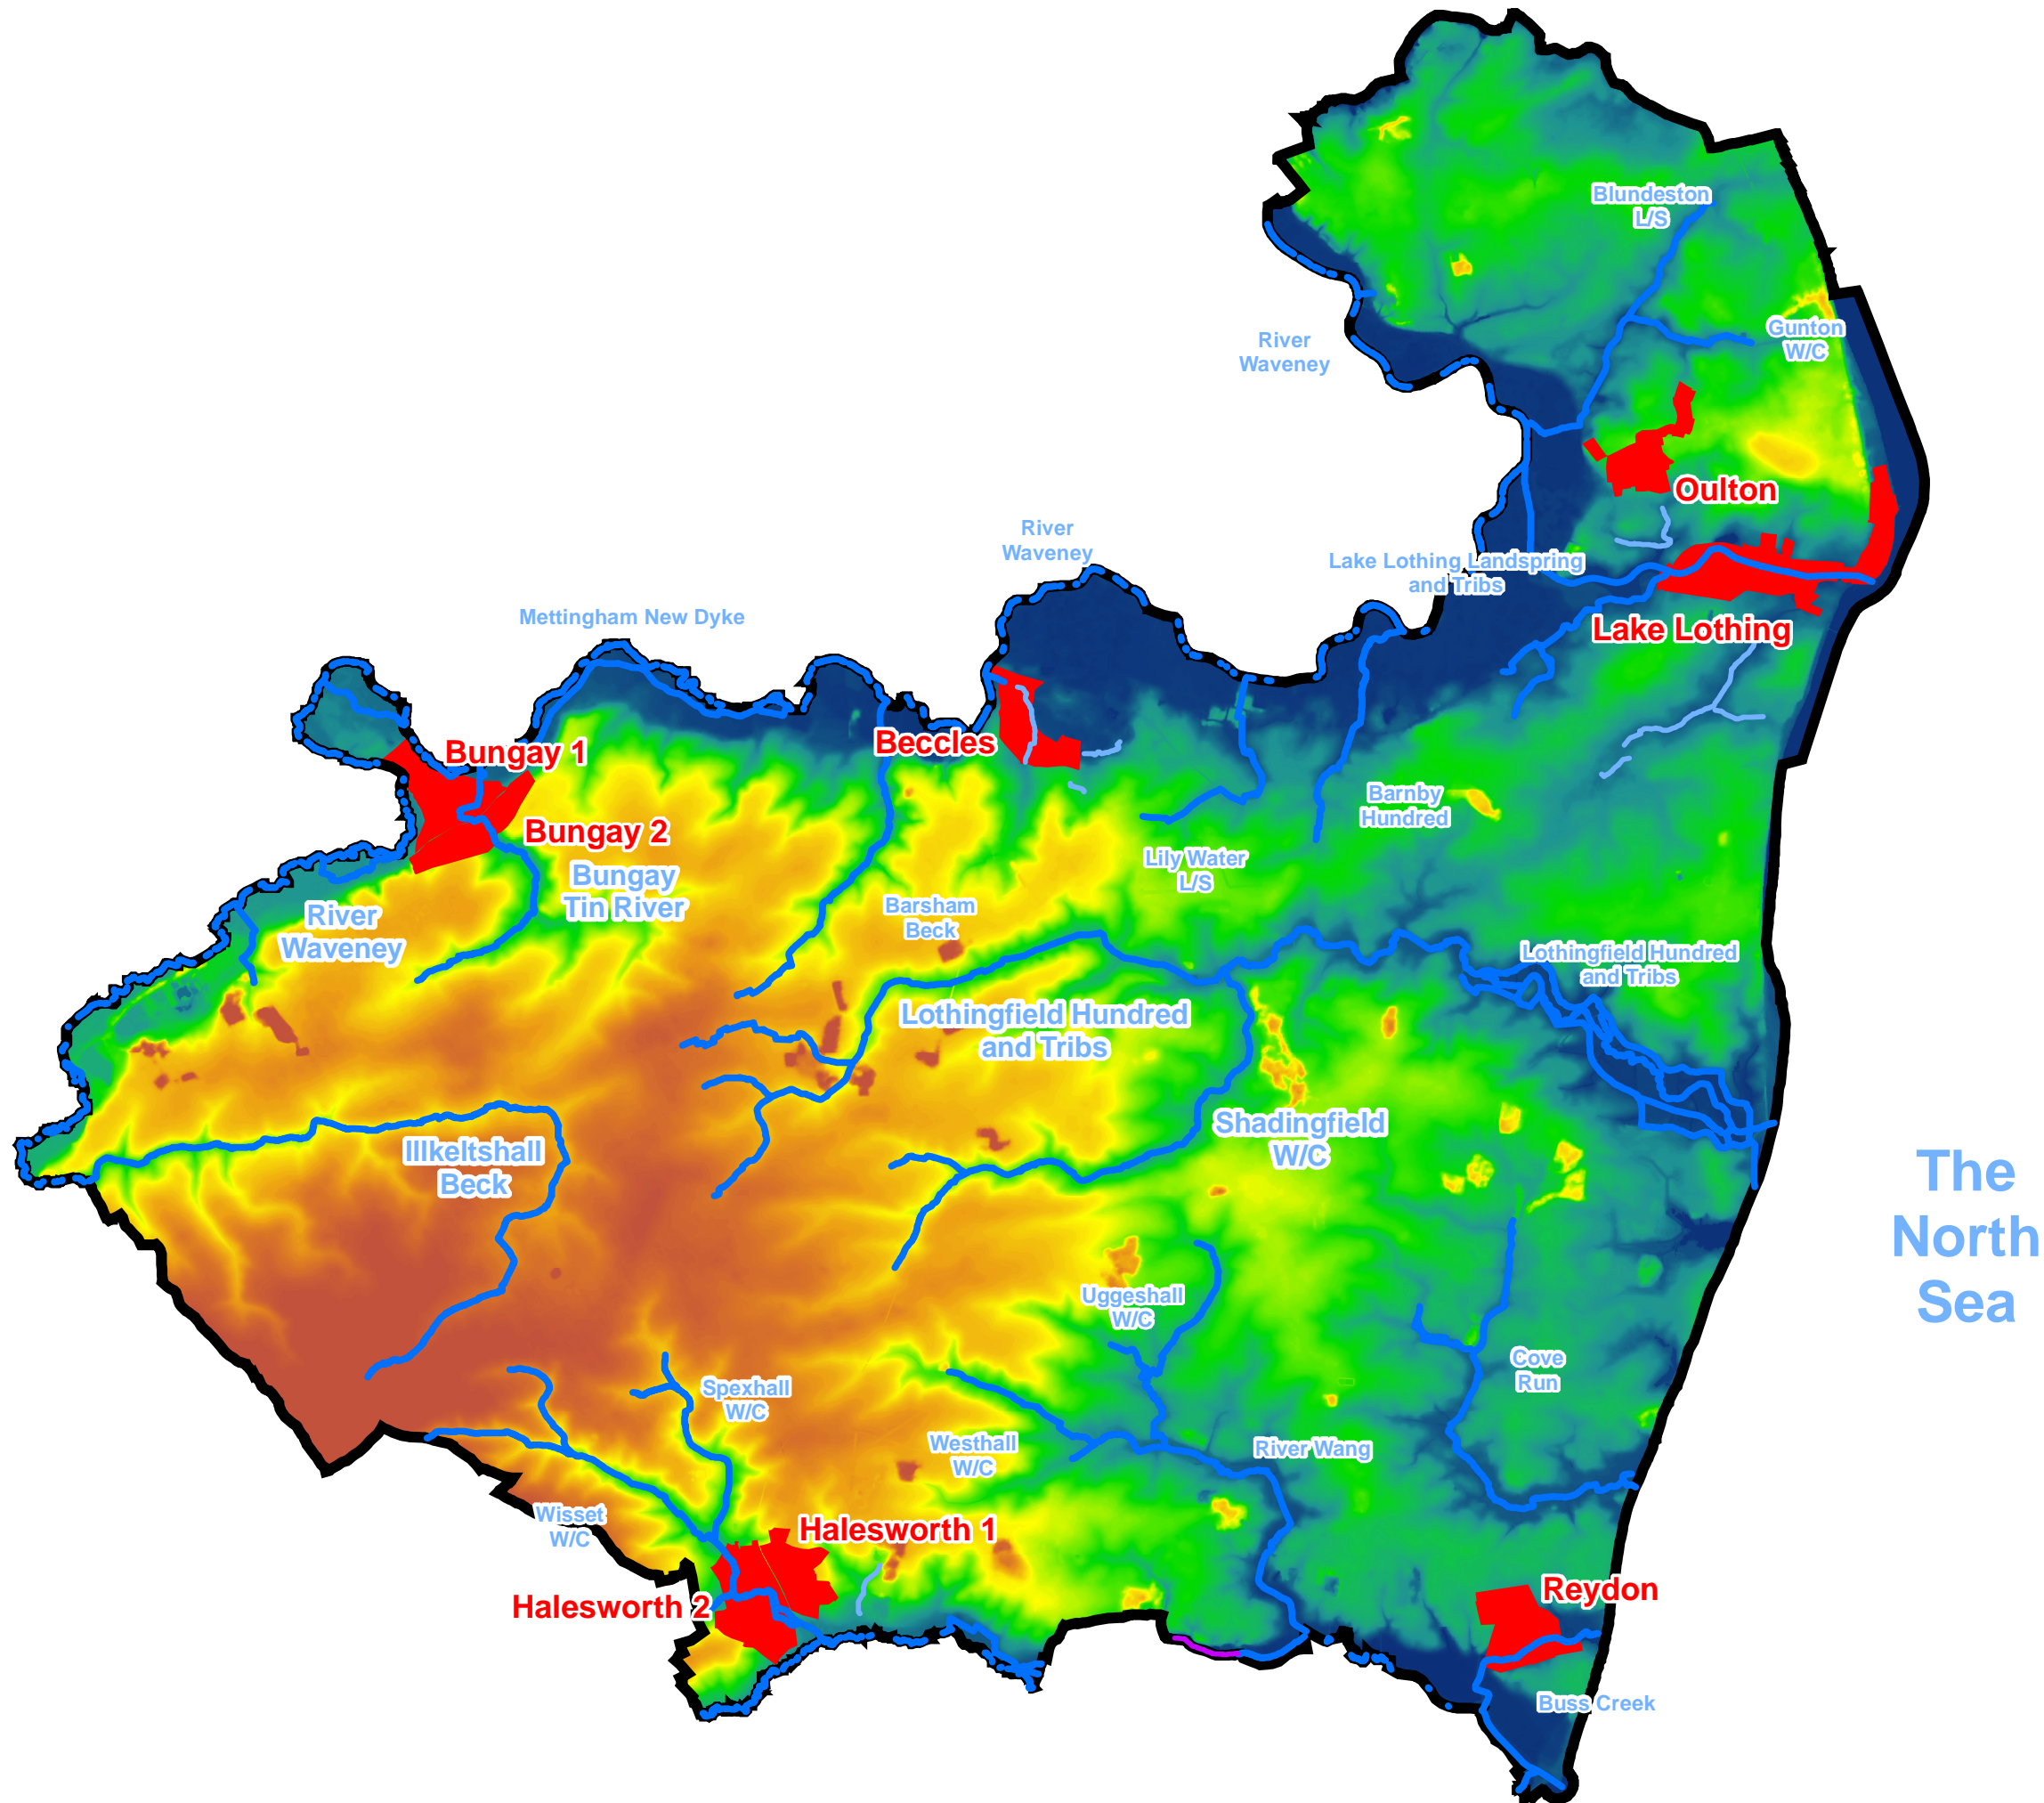 Blundeston
L/S
Gunton
W/C
River
Waveney
Oulton
River
Waveney
Lake Lothing Landspring
and Tribs
Mettingham New Dyke
Lake Lothing
Bungay 1
Beccles
Barnby
Hundred
Bungay 2
Bungay
Tin River
Lily Water
L/S
River
Waveney
Barsham
Beck
Lothingfield Hundred
and Tribs
Lothingfield Hundred
and Tribs
Shadingfield
W/C
Illkeltshall
Beck
The
North
Sea
Uggeshall
W/C
Cove
Run
Spexhall
W/C
Westhall
W/C
River Wang
Wisset
W/C
Halesworth 1
Halesworth 2
Reydon
Buss Creek